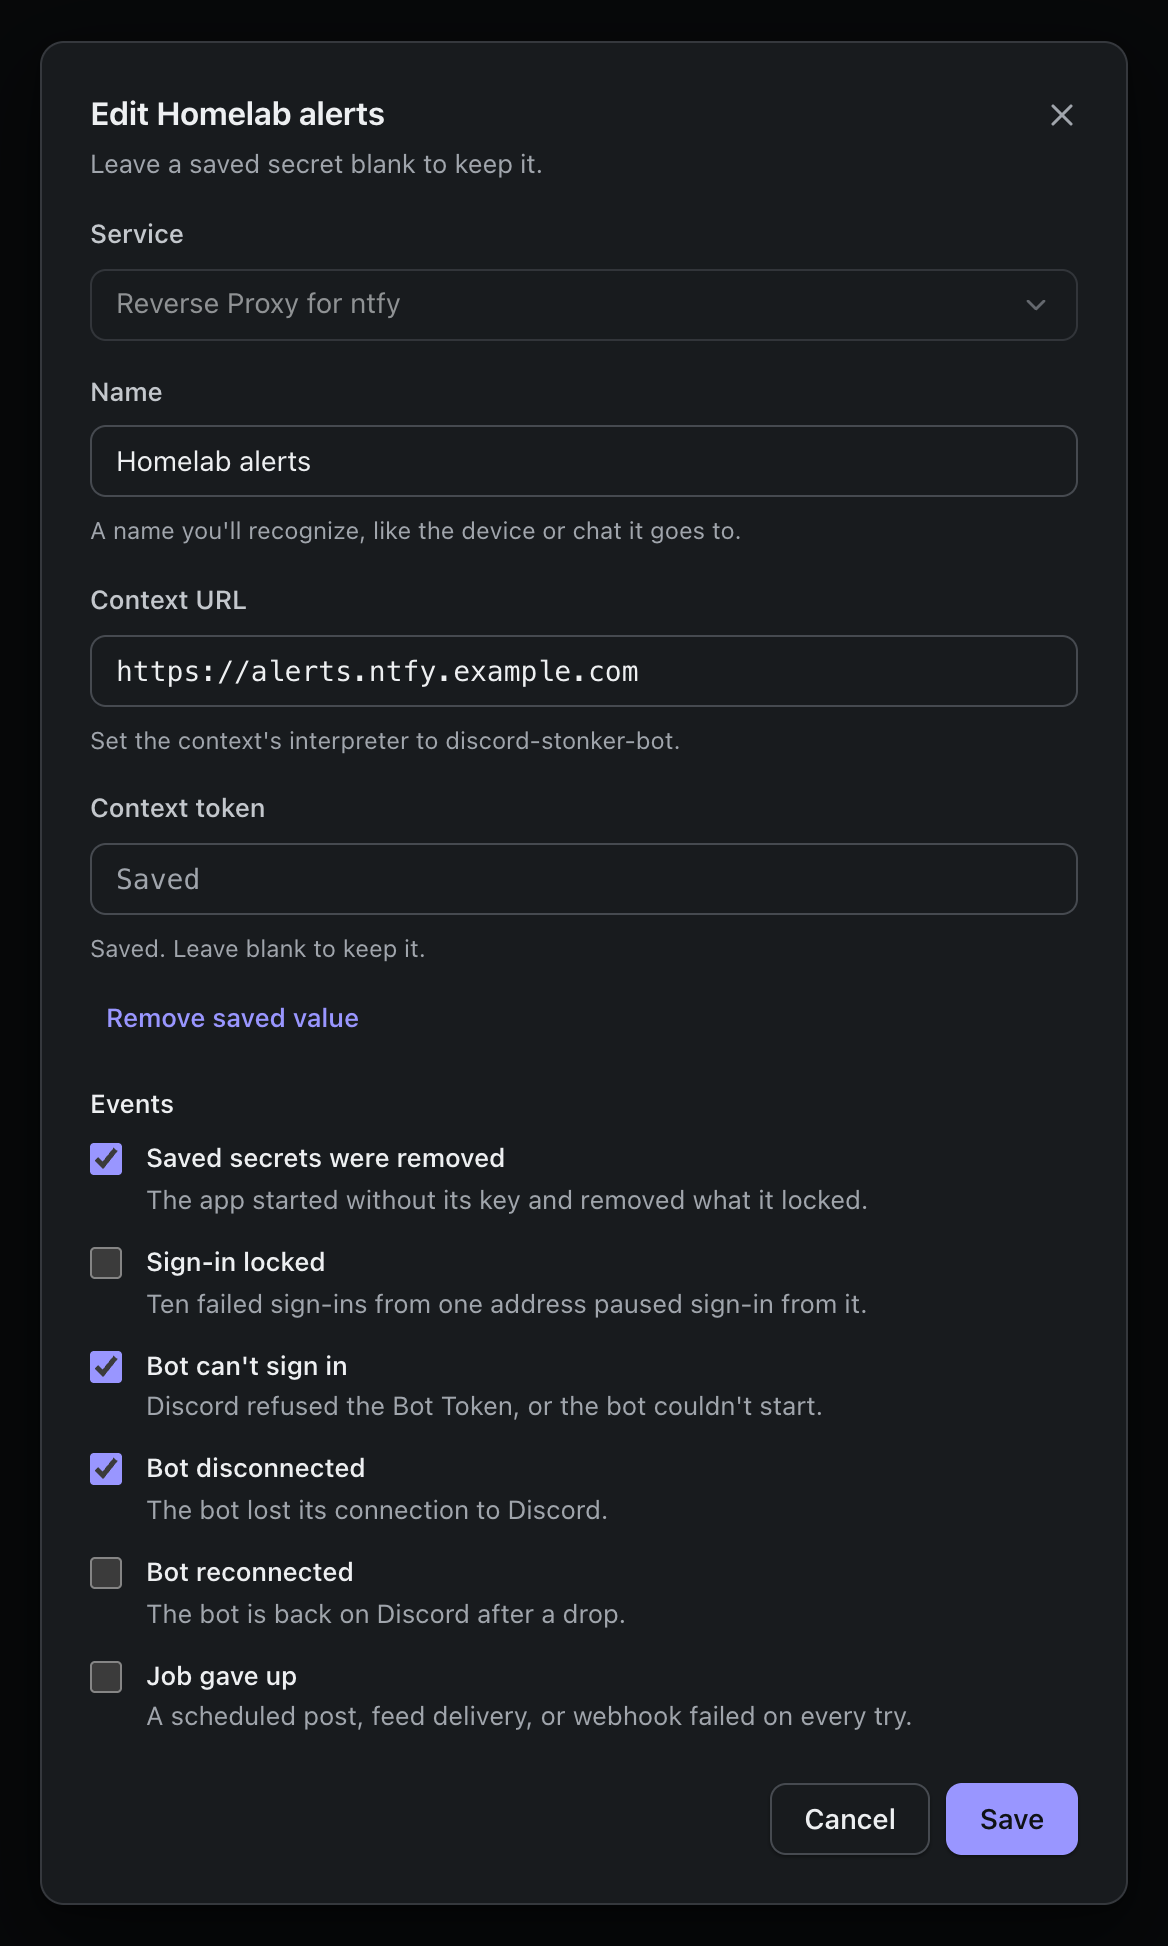 Edit Homelab alerts
Leave a saved secret blank to keep it.
Service
Reverse Proxy for ntfy
Name
Homelab alerts
A name you'll recognize, like the device or chat it goes to.
Context URL
https://alerts.ntfy.example.com
Set the context's interpreter to discord-stonker-bot.
Context token
Saved
Saved. Leave blank to keep it.
Remove saved value
Events
Saved secrets were removed
The app started without its key and removed what it locked.
Sign-in locked
Ten failed sign-ins from one address paused sign-in from it.
Bot can't sign in
Discord refused the Bot Token, or the bot couldn't start.
Bot disconnected
The bot lost its connection to Discord.
Bot reconnected
The bot is back on Discord after a drop.
Job gave up
A scheduled post, feed delivery, or webhook failed on every try.
Cancel
Save